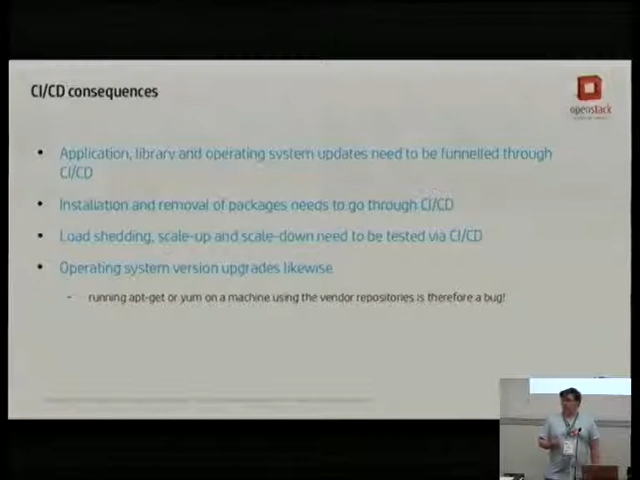 CI/CD consequences
openstack
• Application, library and operating system updates need to be funnelled through
CI/CD
• Installation and removal of packages needs to go through CI/CD
• Load shedding, scale-up and scale-down need to be tested via CI/CD
• Operating system version upgrades likewise
- running apt-get or yum on a machine using the vendor repositories is therefore a bug!